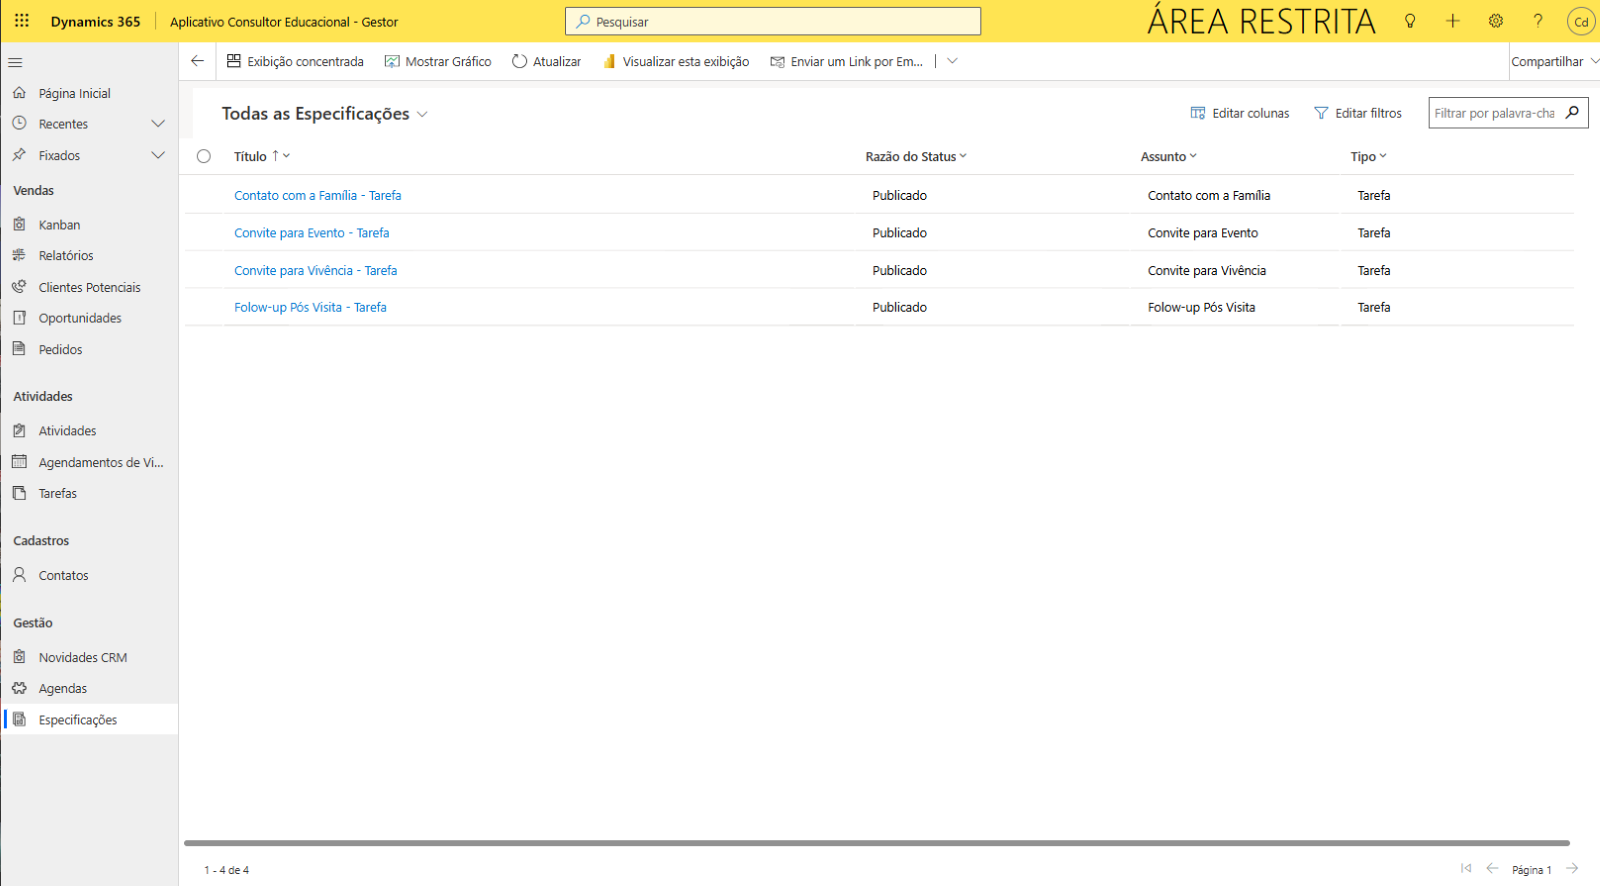 Dynamics 365
Aplicativo Consultor Educacional - Gestor
Pesquisar
ÁREA RESTRITA
Cd
Exibição concentrada
Mostrar Gráfico
Atualizar
Visualizar esta exibição
Enviar um Link por Em...
Compartilhar
Página Inicial
Recentes
Fixados
Vendas
Kanban
Relatórios
Clientes Potenciais
Oportunidades
Pedidos
Atividades
Atividades
Agendamentos de Vi...
Tarefas
Cadastros
Contatos
Gestão
Novidades CRM
Agendas
Especificações
Todas as Especificações
Editar colunas
Editar filtros
Filtrar por palavra-cha
Título Razão do Status Assunto Tipo
Contato com a Família - Tarefa Publicado Contato com a Família Tarefa
Convite para Evento - Tarefa Publicado Convite para Evento Tarefa
Convite para Vivência - Tarefa Publicado Convite para Vivência Tarefa
Folow-up Pós Visita - Tarefa Publicado Folow-up Pós Visita Tarefa
1 - 4 de 4
Página 1